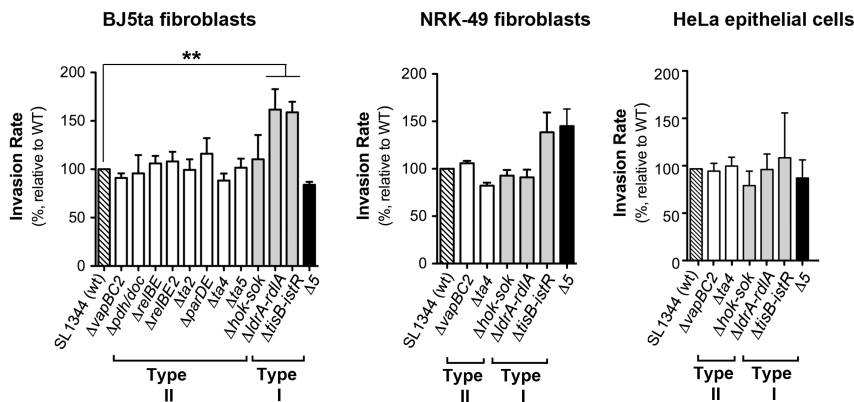 BJ5ta fibroblasts
**
Invasion Rate
(%, relative to WT)
200
150
100
50
0
SL1344 (wt)
ΔvapBC2
Δpdh/doc
ΔrelBE
ΔrelBE2
Δta2
ΔparDE
Δta4
Δta5
Δhok-sok
ΔldrA-rdlA
ΔtisB-istR
Δ5
Type
II
Type
I
NRK-49 fibroblasts
Invasion Rate
(%, relative to WT)
200
150
100
50
0
SL1344 (wt)
ΔvapBC2
Δta4
Δhok-sok
ΔldrA-rdlA
ΔtisB-istR
Δ5
Type
II
Type
I
HeLa epithelial cells
Invasion Rate
(%, relative to WT)
200
150
100
50
0
SL1344 (wt)
ΔvapBC2
Δta4
Δhok-sok
ΔldrA-rdlA
ΔtisB-istR
Δ5
Type
II
Type
I